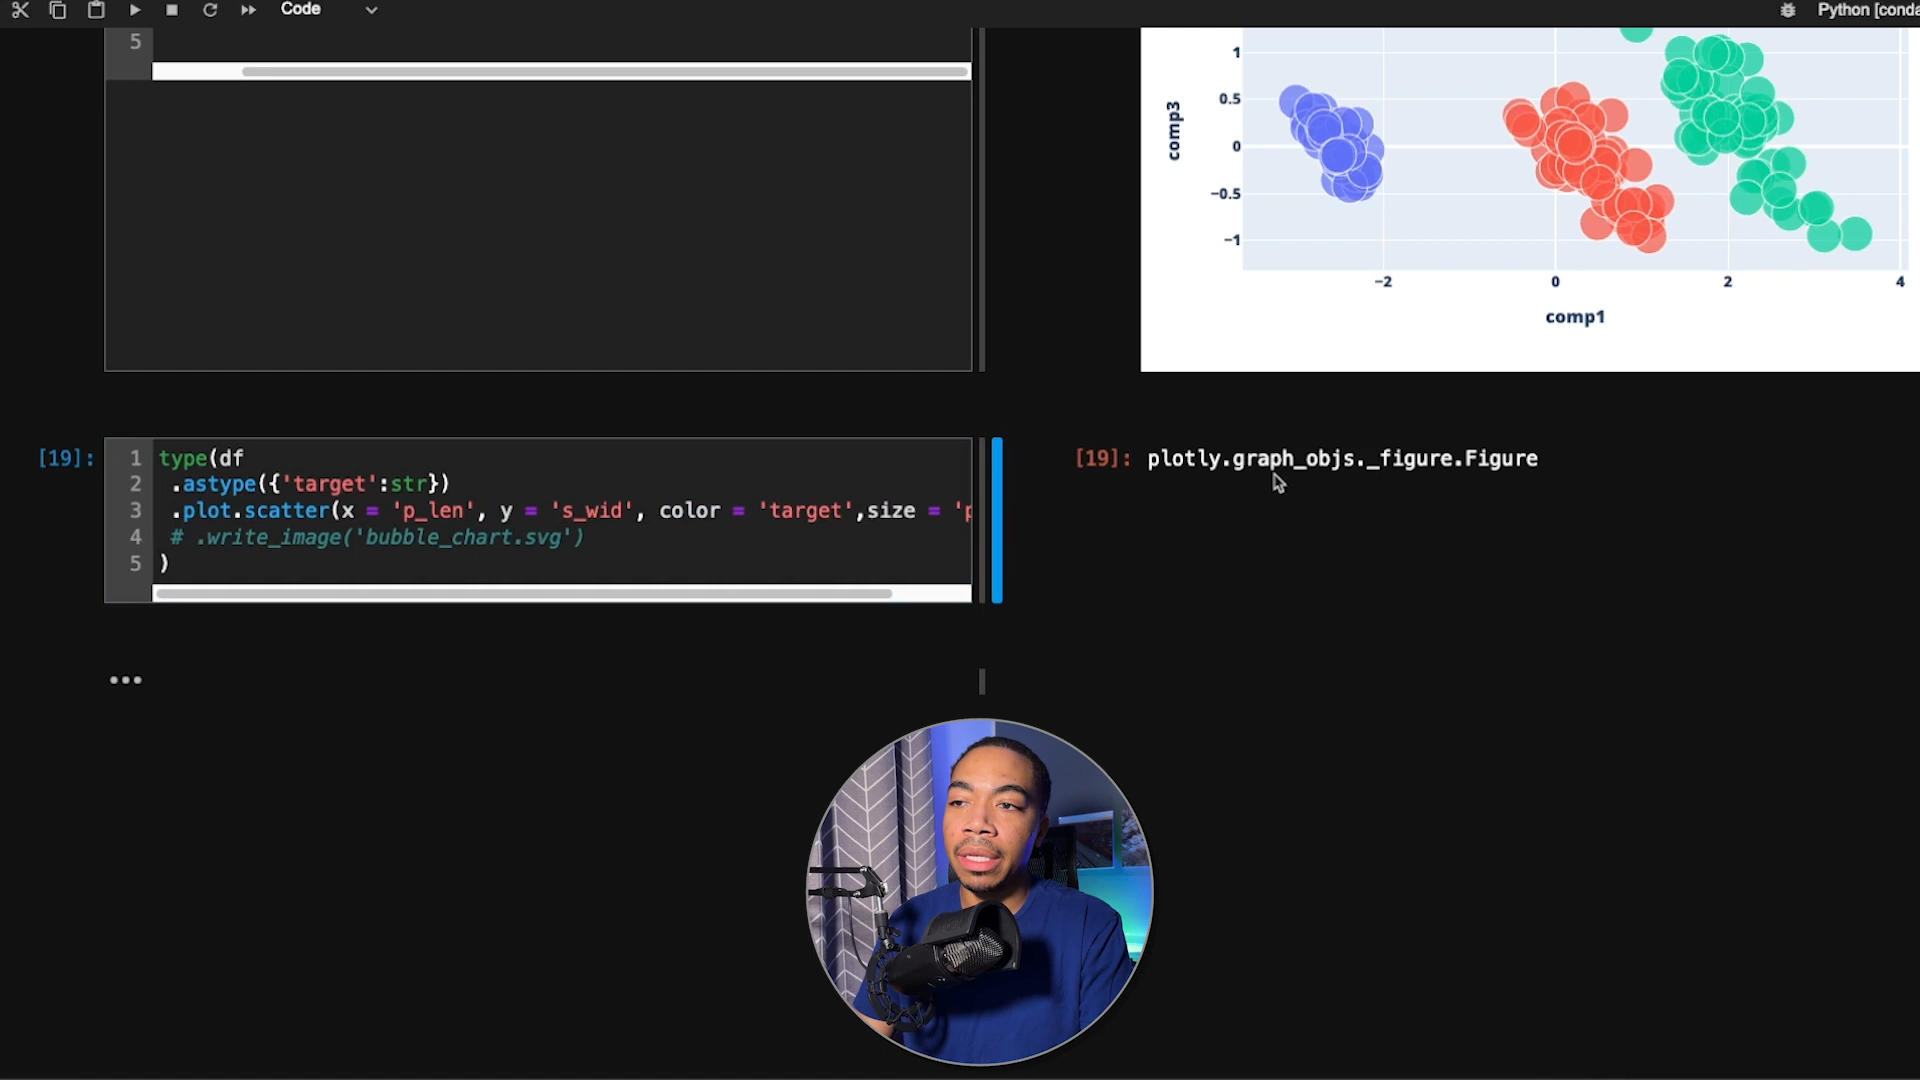 Code
Python [conda
5
1
0.5
0
−0.5
−1
comp3
−2
0
2
4
comp1
[19]:
1 type(df
2 .astype({'target':str})
3 .plot.scatter(x = 'p_len', y = 's_wid', color = 'target',size = 'p
4 # .write_image('bubble_chart.svg')
5 )
[19]: plotly.graph_objs._figure.Figure